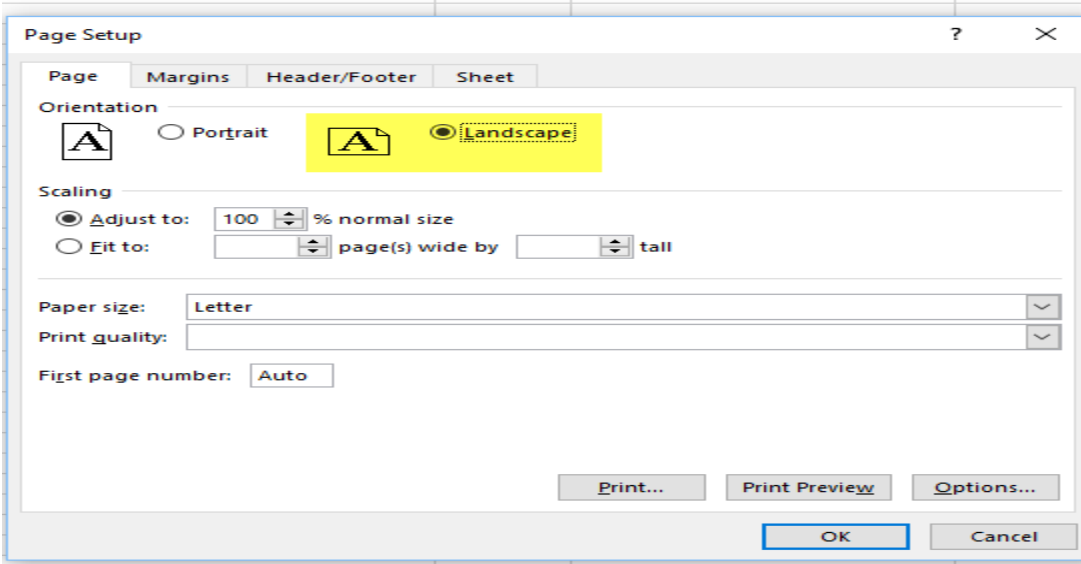 Page Setup ?
Page Margins Header/Footer Sheet
Orientation
A Portrait A Landscape
Scaling
Adjust to: 100 % normal size
Fit to: page(s) wide by tall
Paper size: Letter
Print quality:
First page number: Auto
Print... Print Preview Options...
OK Cancel